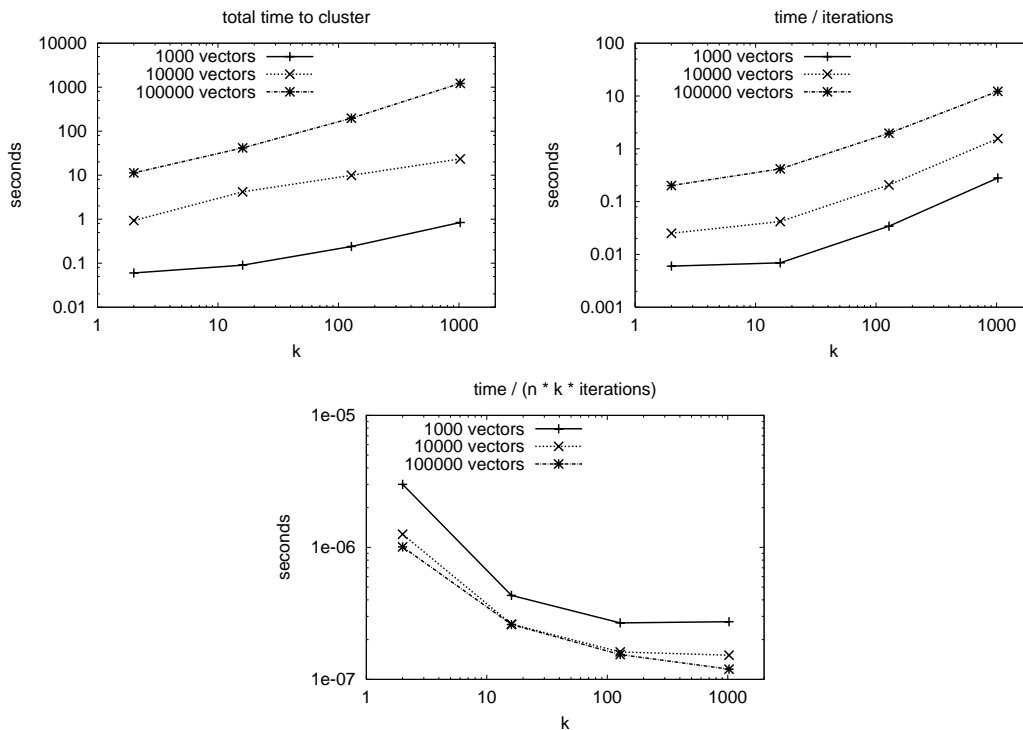 total time to cluster
10000
1000
100
10
1
0.1
0.01
1000 vectors
10000 vectors
100000 vectors
seconds
1 10 100 1000
k
time / iterations
100
10
1
0.1
0.01
0.001
1000 vectors
10000 vectors
100000 vectors
seconds
1 10 100 1000
k
time / (n * k * iterations)
1e-05
1e-06
1e-07
1000 vectors
10000 vectors
100000 vectors
seconds
1 10 100 1000
k